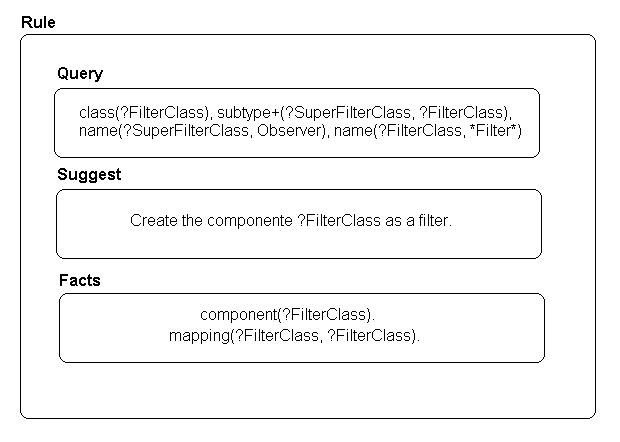 Rule
Query
class(?FilterClass), subtype+(?SuperFilterClass, ?FilterClass),
name(?SuperFilterClass, Observer), name(?FilterClass, *Filter*)
Suggest
Create the componente ?FilterClass as a filter.
Facts
component(?FilterClass).
mapping(?FilterClass, ?FilterClass).